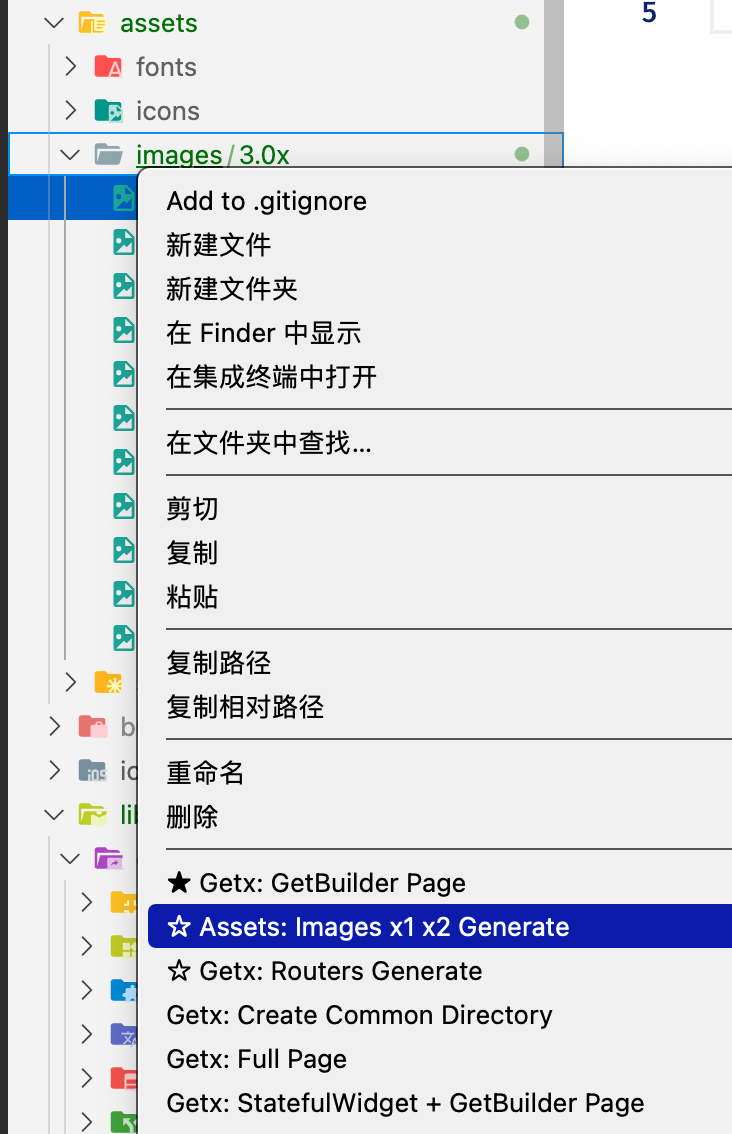 assets
5
fonts
icons
images/3.0x
Add to .gitignore
新建文件
新建文件夹
在 Finder 中显示
在集成终端中打开
在文件夹中查找...
剪切
复制
粘贴
复制路径
复制相对路径
重命名
删除
★ Getx: GetBuilder Page
☆ Assets: Images x1 x2 Generate
☆ Getx: Routers Generate
Getx: Create Common Directory
Getx: Full Page
Getx: StatefulWidget + GetBuilder Page